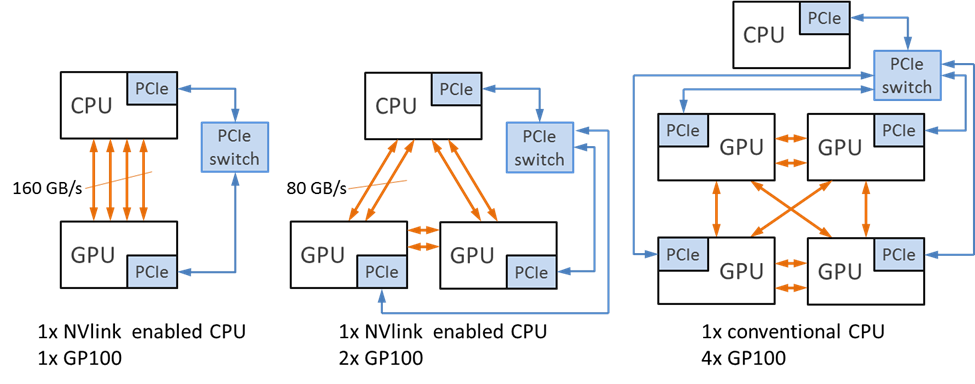 CPU
PCIe
PCIe
switch
160 GB/s
GPU
PCIe
1x NVlink enabled CPU
1x GP100
CPU
PCIe
PCIe
switch
80 GB/s
GPU
PCIe
GPU
PCIe
1x NVlink enabled CPU
2x GP100
CPU
PCIe
PCIe
switch
PCIe
GPU
GPU
PCIe
PCIe
GPU
GPU
PCIe
1x conventional CPU
4x GP100